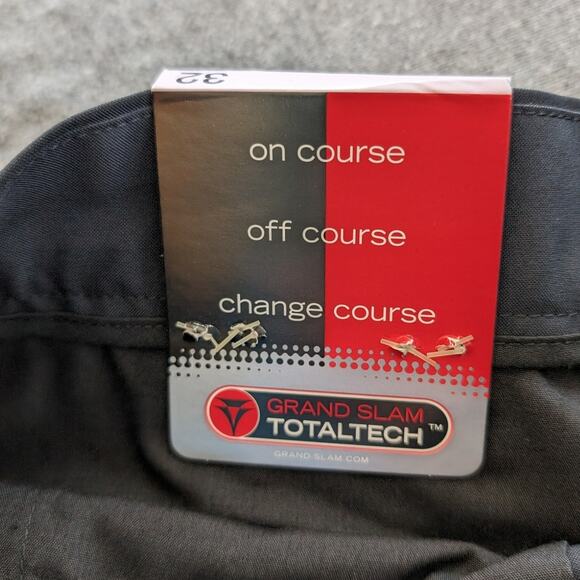 32
on course
off course
change course
GRAND SLAM
TOTALTECH™
GRAND-SLAM.COM